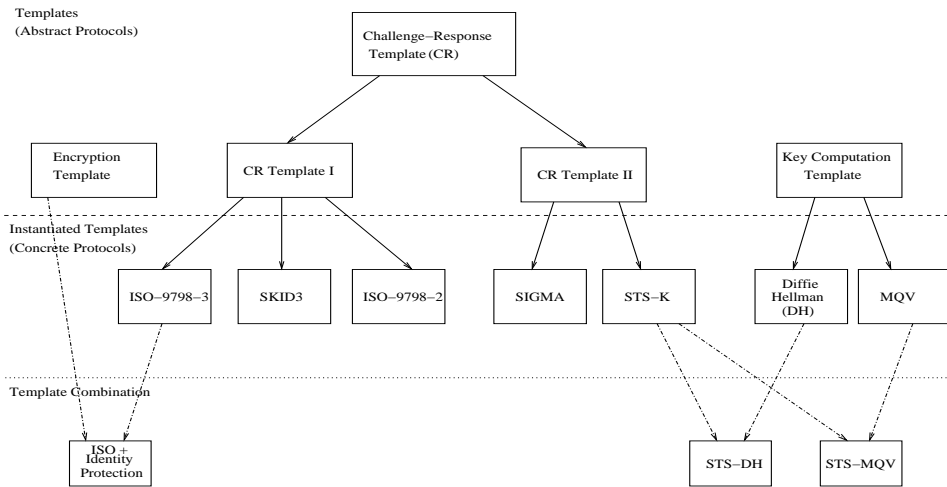 Templates
(Abstract Protocols)
Challenge−Response
Template (CR)
Encryption
Template
CR Template I
CR Template II
Key Computation
Template
Instantiated Templates
(Concrete Protocols)
ISO−9798−3
SKID3
ISO−9798−2
SIGMA
STS−K
Diffie
Hellman
(DH)
MQV
Template Combination
ISO +
Identity
Protection
STS−DH
STS−MQV